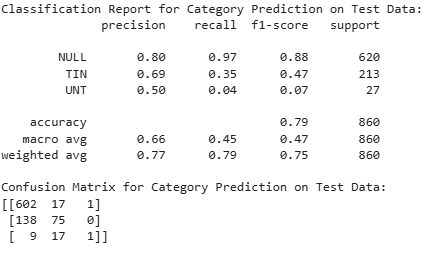 Classification Report for Category Prediction on Test Data:
precision recall f1-score support
NULL 0.80 0.97 0.88 620
TIN 0.69 0.35 0.47 213
UNT 0.50 0.04 0.07 27
accuracy 0.79 860
macro avg 0.66 0.45 0.47 860
weighted avg 0.77 0.79 0.75 860
Confusion Matrix for Category Prediction on Test Data:
[[602 17 1]
[138 75 0]
[ 9 17 1]]